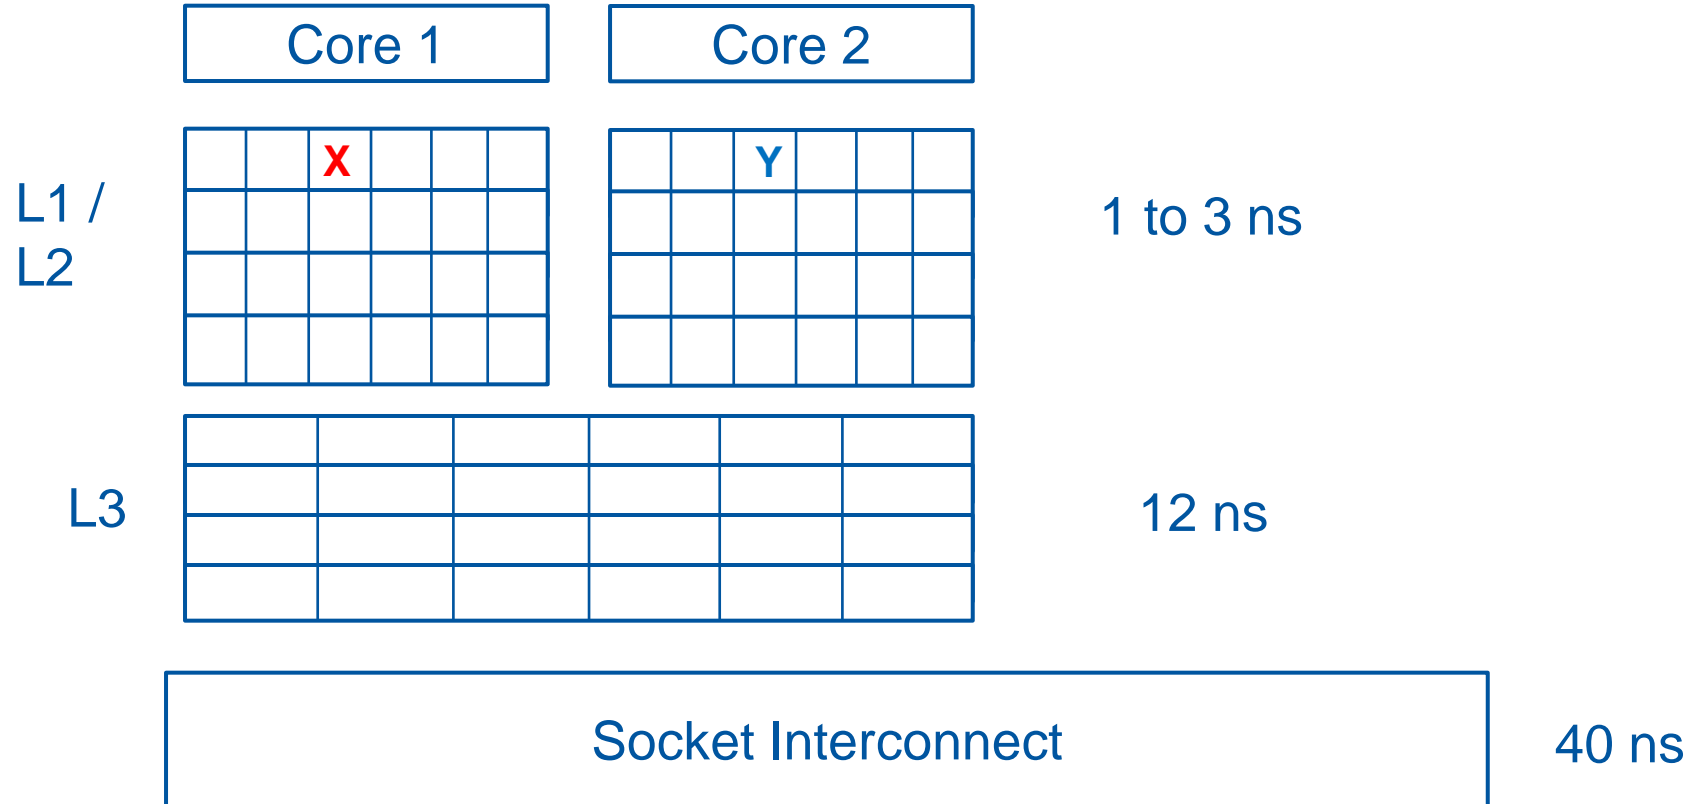 Core 1
Core 2
X
Y
L1 /
L2
1 to 3 ns
L3
12 ns
Socket Interconnect
40 ns